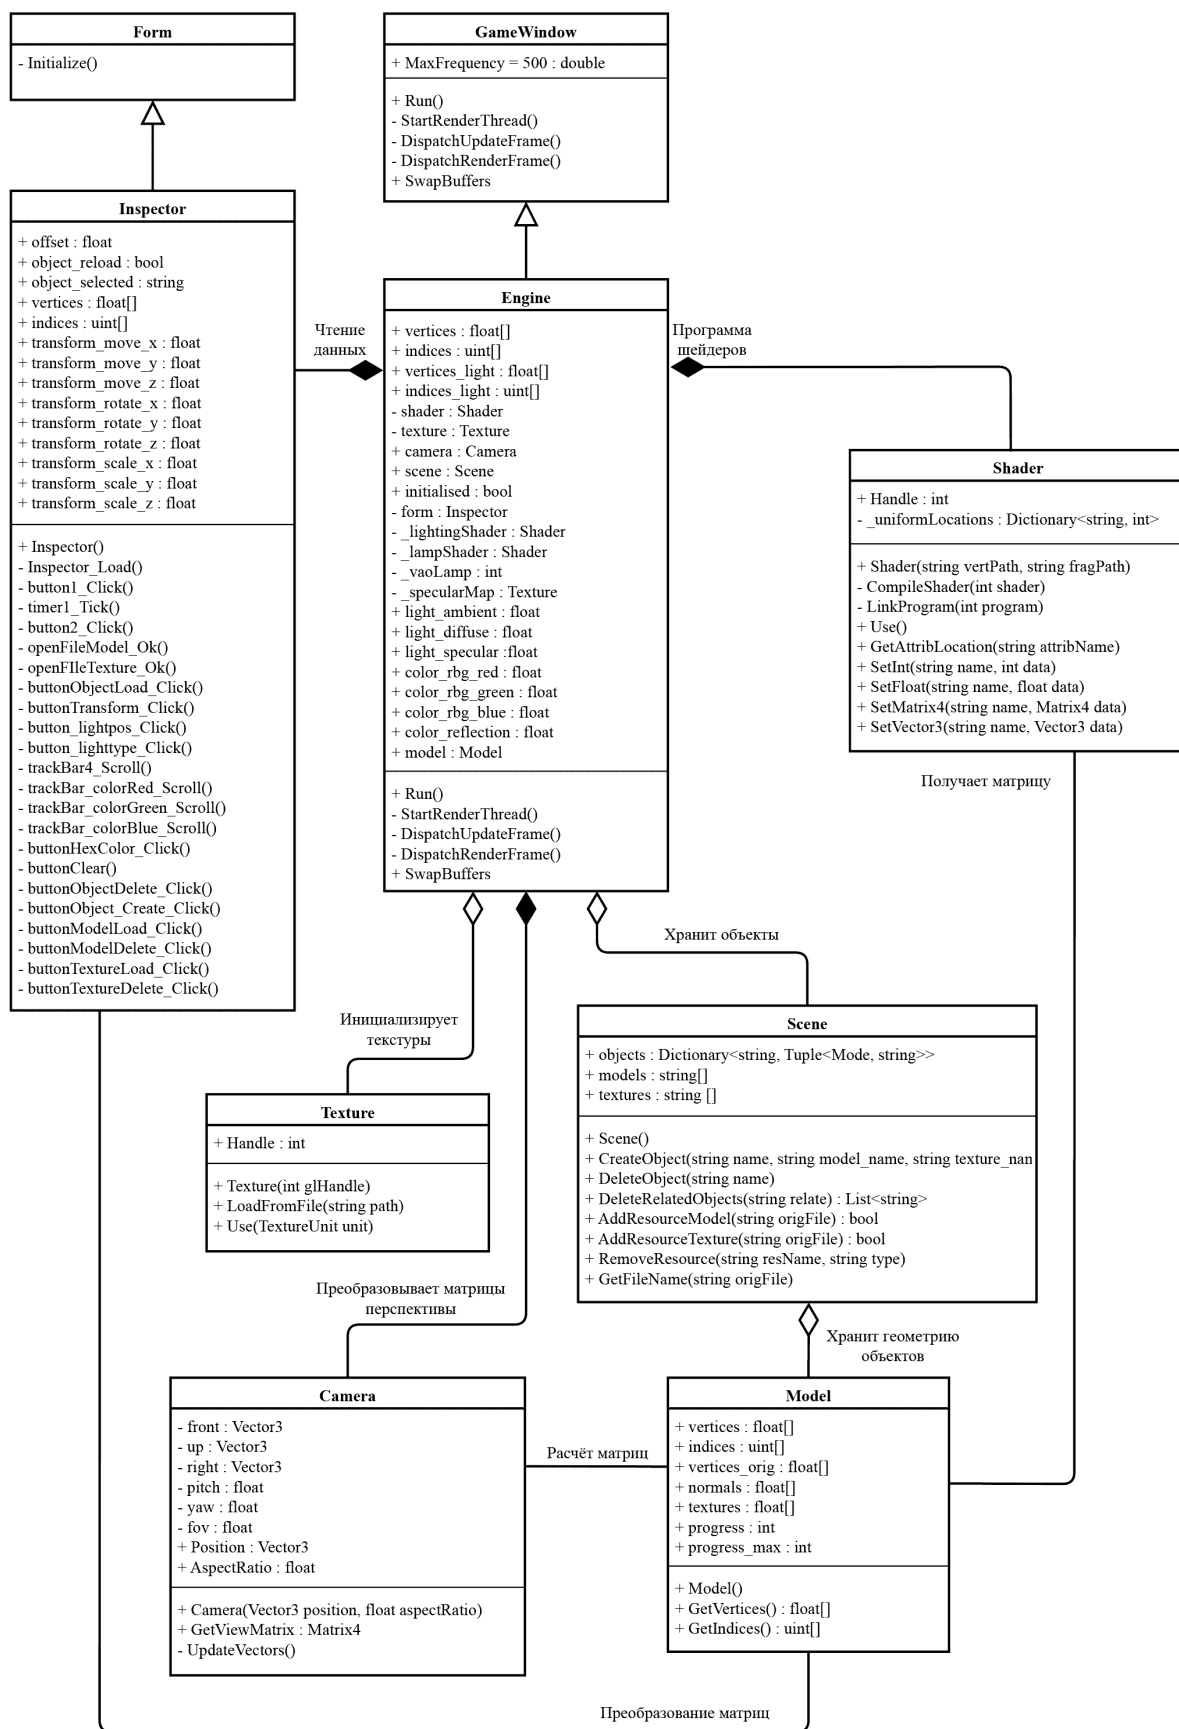 Form
- Initialize()
GameWindow
+ MaxFrequency = 500 : double
+ Run()
- StartRenderThread()
- DispatchUpdateFrame()
- DispatchRenderFrame()
+ SwapBuffers
Inspector
+ offset : float
+ object_reload : bool
+ object_selected : string
+ vertices : float[]
+ indices : uint[]
+ transform_move_x : float
+ transform_move_y : float
+ transform_move_z : float
+ transform_rotate_x : float
+ transform_rotate_y : float
+ transform_rotate_z : float
+ transform_scale_x : float
+ transform_scale_y : float
+ transform_scale_z : float
+ Inspector()
- Inspector_Load()
- button1_Click()
- timer1_Tick()
- button2_Click()
- openFileModel_Ok()
- openFIleTexture_Ok()
- buttonObjectLoad_Click()
- buttonTransform_Click()
- button_lightpos_Click()
- button_lighttype_Click()
- trackBar4_Scroll()
- trackBar_colorRed_Scroll()
- trackBar_colorGreen_Scroll()
- trackBar_colorBlue_Scroll()
- buttonHexColor_Click()
- buttonClear()
- buttonObjectDelete_Click()
- buttonObject_Create_Click()
- buttonModelLoad_Click()
- buttonModelDelete_Click()
- buttonTextureLoad_Click()
- buttonTextureDelete_Click()
Чтение
данных
Engine
+ vertices : float[]
+ indices : uint[]
+ vertices_light : float[]
+ indices_light : uint[]
- shader : Shader
- texture : Texture
+ camera : Camera
+ scene : Scene
+ initialised : bool
- form : Inspector
- _lightingShader : Shader
- _lampShader : Shader
- _vaoLamp : int
- _specularMap : Texture
+ light_ambient : float
+ light_diffuse : float
+ light_specular :float
+ color_rbg_red : float
+ color_rbg_green : float
+ color_rbg_blue : float
+ color_reflection : float
+ model : Model
+ Run()
- StartRenderThread()
- DispatchUpdateFrame()
- DispatchRenderFrame()
+ SwapBuffers
Программа
шейдеров
Shader
+ Handle : int
- _uniformLocations : Dictionary<string, int>
+ Shader(string vertPath, string fragPath)
- CompileShader(int shader)
- LinkProgram(int program)
+ Use()
+ GetAttribLocation(string attribName)
+ SetInt(string name, int data)
+ SetFloat(string name, float data)
+ SetMatrix4(string name, Matrix4 data)
+ SetVector3(string name, Vector3 data)
Получает матрицу
Хранит объекты
Инициализирует
текстуры
Scene
+ objects : Dictionary<string, Tuple<Mode, string>>
+ models : string[]
+ textures : string []
+ Scene()
+ CreateObject(string name, string model_name, string texture_nan
+ DeleteObject(string name)
+ DeleteRelatedObjects(string relate) : List<string>
+ AddResourceModel(string origFile) : bool
+ AddResourceTexture(string origFile) : bool
+ RemoveResource(string resName, string type)
+ GetFileName(string origFile)
Texture
+ Handle : int
+ Texture(int glHandle)
+ LoadFromFile(string path)
+ Use(TextureUnit unit)
Преобразовывает матрицы
перспективы
Хранит геометрию
объектов
Camera
- front : Vector3
- up : Vector3
- right : Vector3
- pitch : float
- yaw : float
- fov : float
+ Position : Vector3
+ AspectRatio : float
+ Camera(Vector3 position, float aspectRatio)
+ GetViewMatrix : Matrix4
- UpdateVectors()
Расчёт матриц
Model
+ vertices : float[]
+ indices : uint[]
+ vertices_orig : float[]
+ normals : float[]
+ textures : float[]
+ progress : int
+ progress_max : int
+ Model()
+ GetVertices() : float[]
+ GetIndices() : uint[]
Преобразование матриц